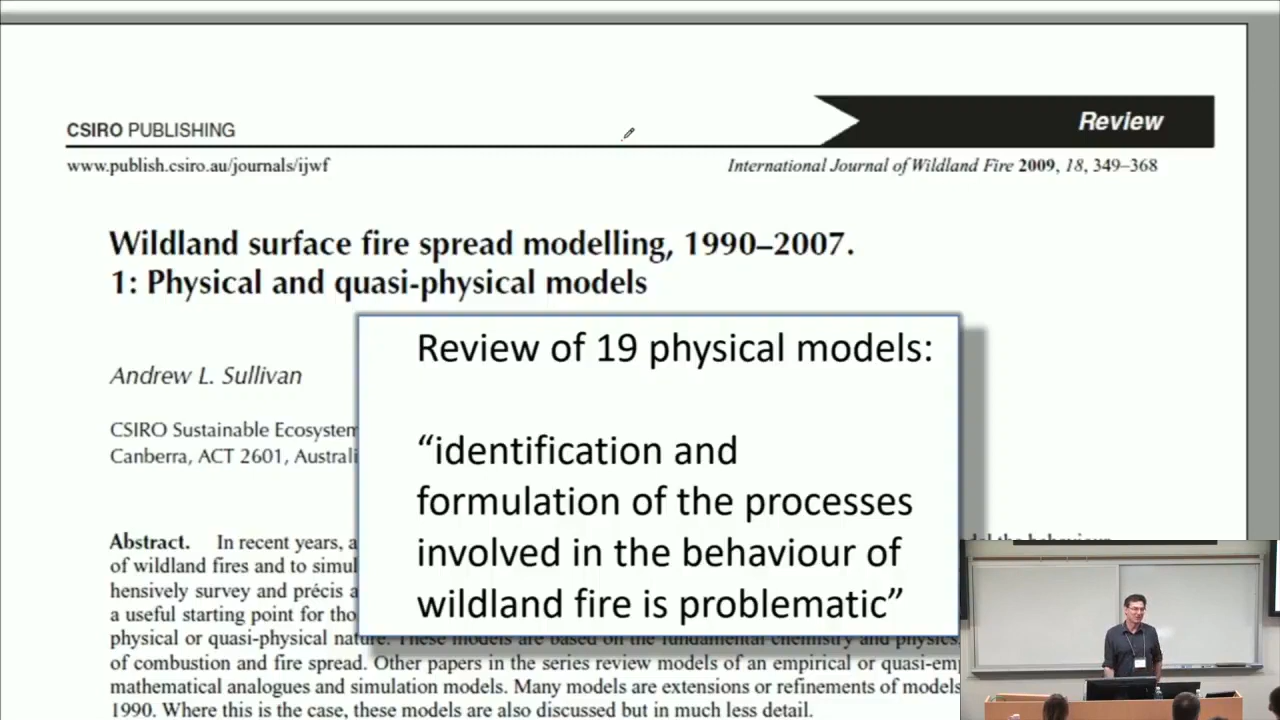 CSIRO PUBLISHING
Review
www.publish.csiro.au/journals/ijwf
International Journal of Wildland Fire 2009, 18, 349–368
Wildland surface fire spread modelling, 1990–2007.
1: Physical and quasi-physical models
Review of 19 physical models:
“identification and
formulation of the processes
involved in the behaviour of
wildland fire is problematic”
Andrew L. Sullivan
CSIRO Sustainable Ecosystem
Canberra, ACT 2601, Australi
Abstract. In recent years, a
of wildland fires and to simul
hensively survey and précis a
a useful starting point for tho
physical or quasi-physical nature. These models are based on the fundamental chemistry and physics
of combustion and fire spread. Other papers in the series review models of an empirical or quasi-emp
mathematical analogues and simulation models. Many models are extensions or refinements of models
1990. Where this is the case, these models are also discussed but in much less detail.